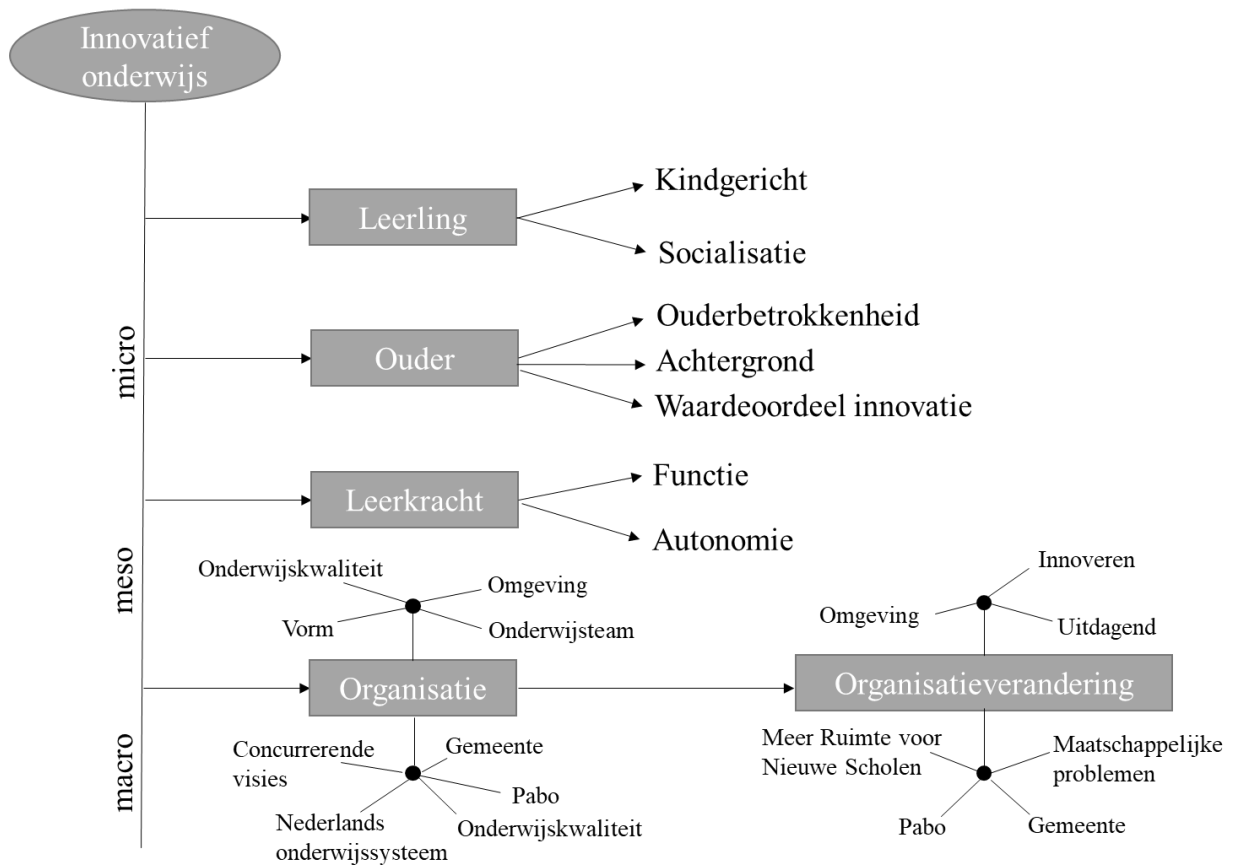 Innovatief
onderwijs
micro
meso
macro
Leerling
Kindgericht
Socialisatie
Ouder
Ouderbetrokkenheid
Achtergrond
Waardeoordeel innovatie
Leerkracht
Functie
Autonomie
Onderwijskwaliteit
Omgeving
Vorm
Onderwijsteam
Organisatie
Concurrerende
visies
Gemeente
Pabo
Nederlands
onderwijssysteem
Onderwijskwaliteit
Innoveren
Omgeving
Uitdagend
Organisatieverandering
Meer Ruimte voor
Nieuwe Scholen
Maatschappelijke
problemen
Pabo
Gemeente